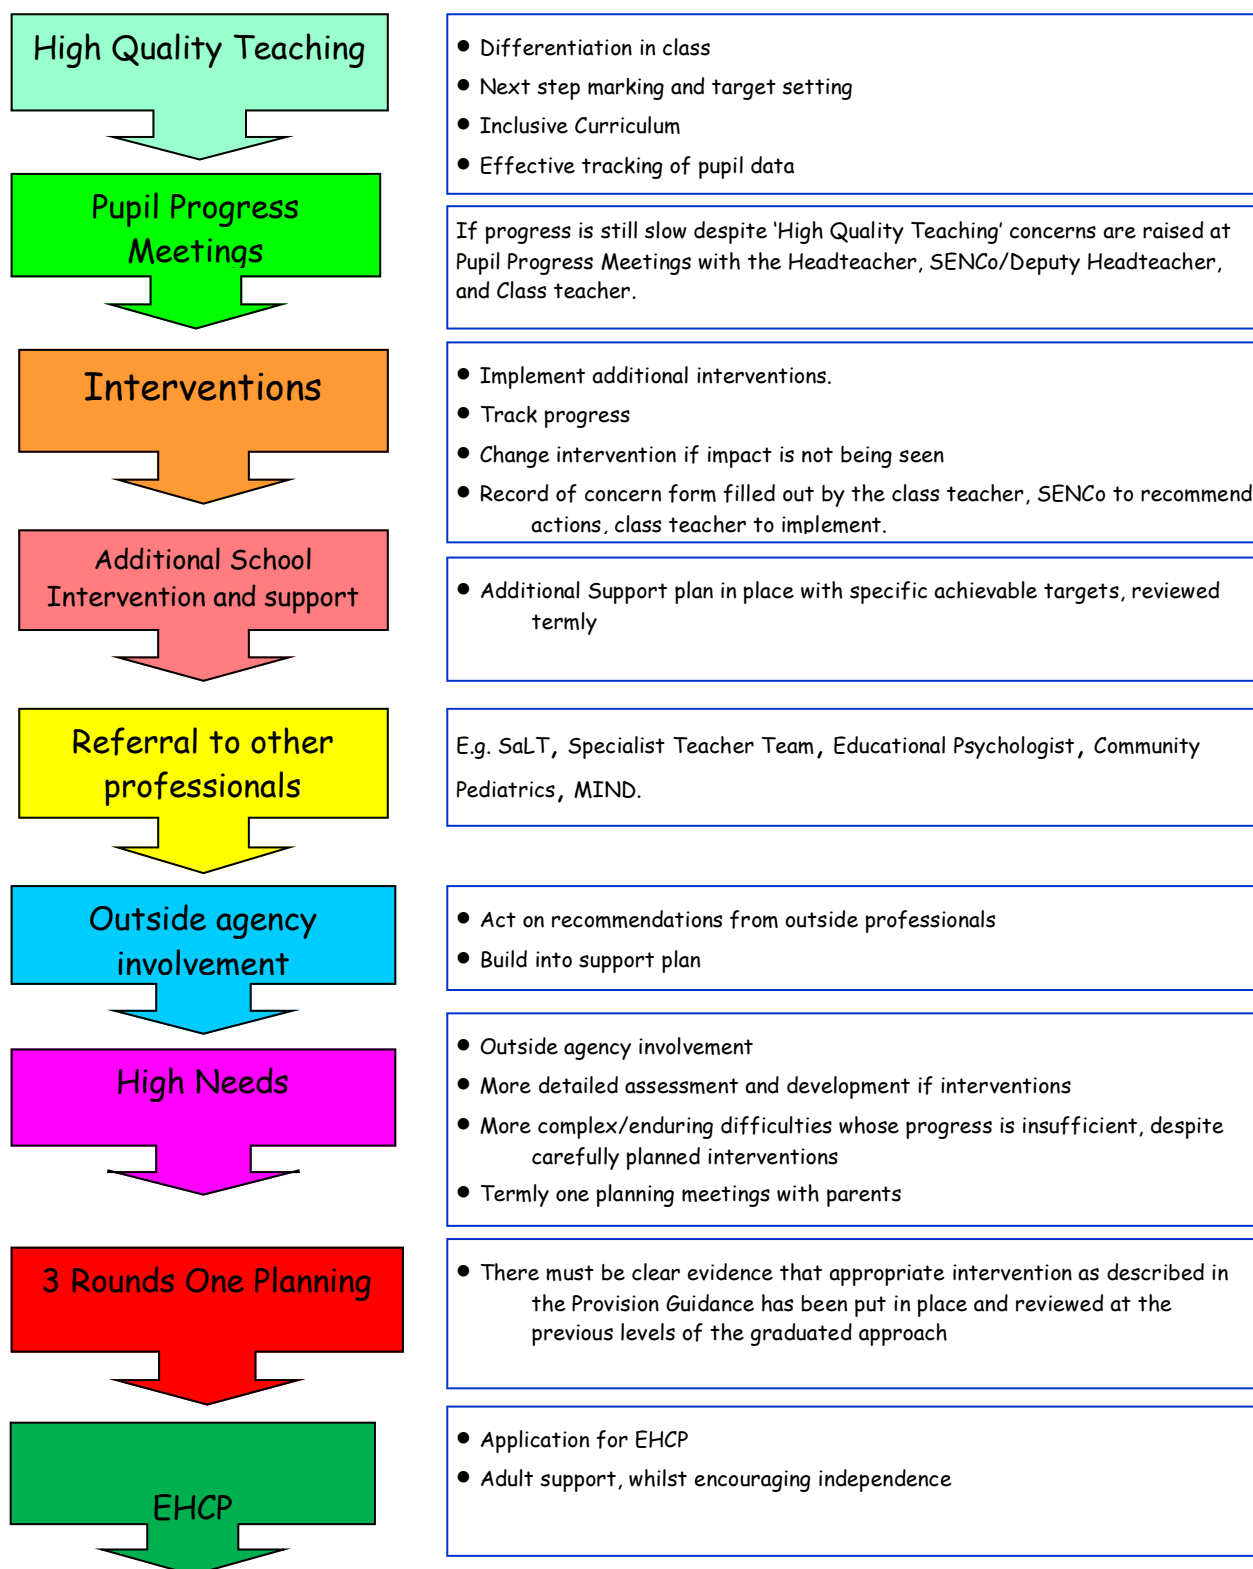 High Quality Teaching
● Differentiation in class
● Next step marking and target setting
● Inclusive Curriculum
● Effective tracking of pupil data
Pupil Progress
Meetings
If progress is still slow despite ‘High Quality Teaching’ concerns are raised at
Pupil Progress Meetings with the Headteacher, SENCo/Deputy Headteacher,
and Class teacher.
Interventions
● Implement additional interventions.
● Track progress
● Change intervention if impact is not being seen
● Record of concern form filled out by the class teacher, SENCo to recommend
actions, class teacher to implement.
Additional School
Intervention and support
● Additional Support plan in place with specific achievable targets, reviewed
termly
Referral to other
professionals
E.g. SaLT, Specialist Teacher Team, Educational Psychologist, Community
Pediatrics, MIND.
Outside agency
involvement
● Act on recommendations from outside professionals
● Build into support plan
High Needs
● Outside agency involvement
● More detailed assessment and development if interventions
● More complex/enduring difficulties whose progress is insufficient, despite
carefully planned interventions
● Termly one planning meetings with parents
3 Rounds One Planning
● There must be clear evidence that appropriate intervention as described in
the Provision Guidance has been put in place and reviewed at the
previous levels of the graduated approach
EHCP
● Application for EHCP
● Adult support, whilst encouraging independence